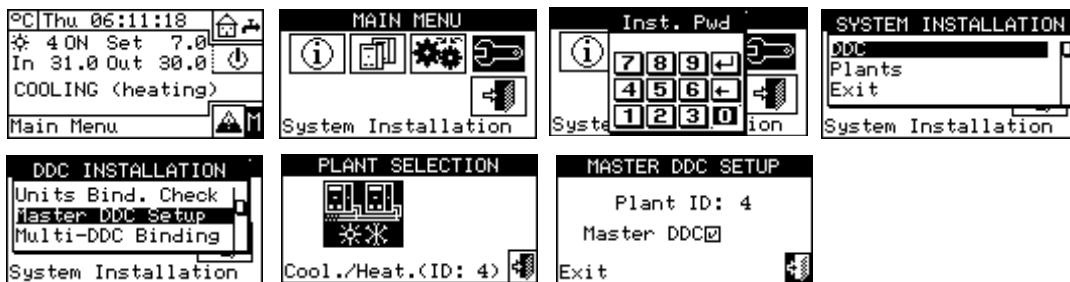 °C Thu 06:11:18
4 ON Set 7.0
In 31.0 Out 30.0
COOLING (heating)
Main Menu M
MAIN MENU
System Installation
Inst. Pwd
7 8 9
4 5 6
1 2 3 0
Syste ion
SYSTEM INSTALLATION
DDC
Plants
Exit
System Installation
DDC INSTALLATION
Units Bind. Check
Master DDC Setup
Multi-DDC Binding
System Installation
PLANT SELECTION
Cool./Heat.(ID: 4)
MASTER DDC SETUP
Plant ID: 4
Master DDC
Exit